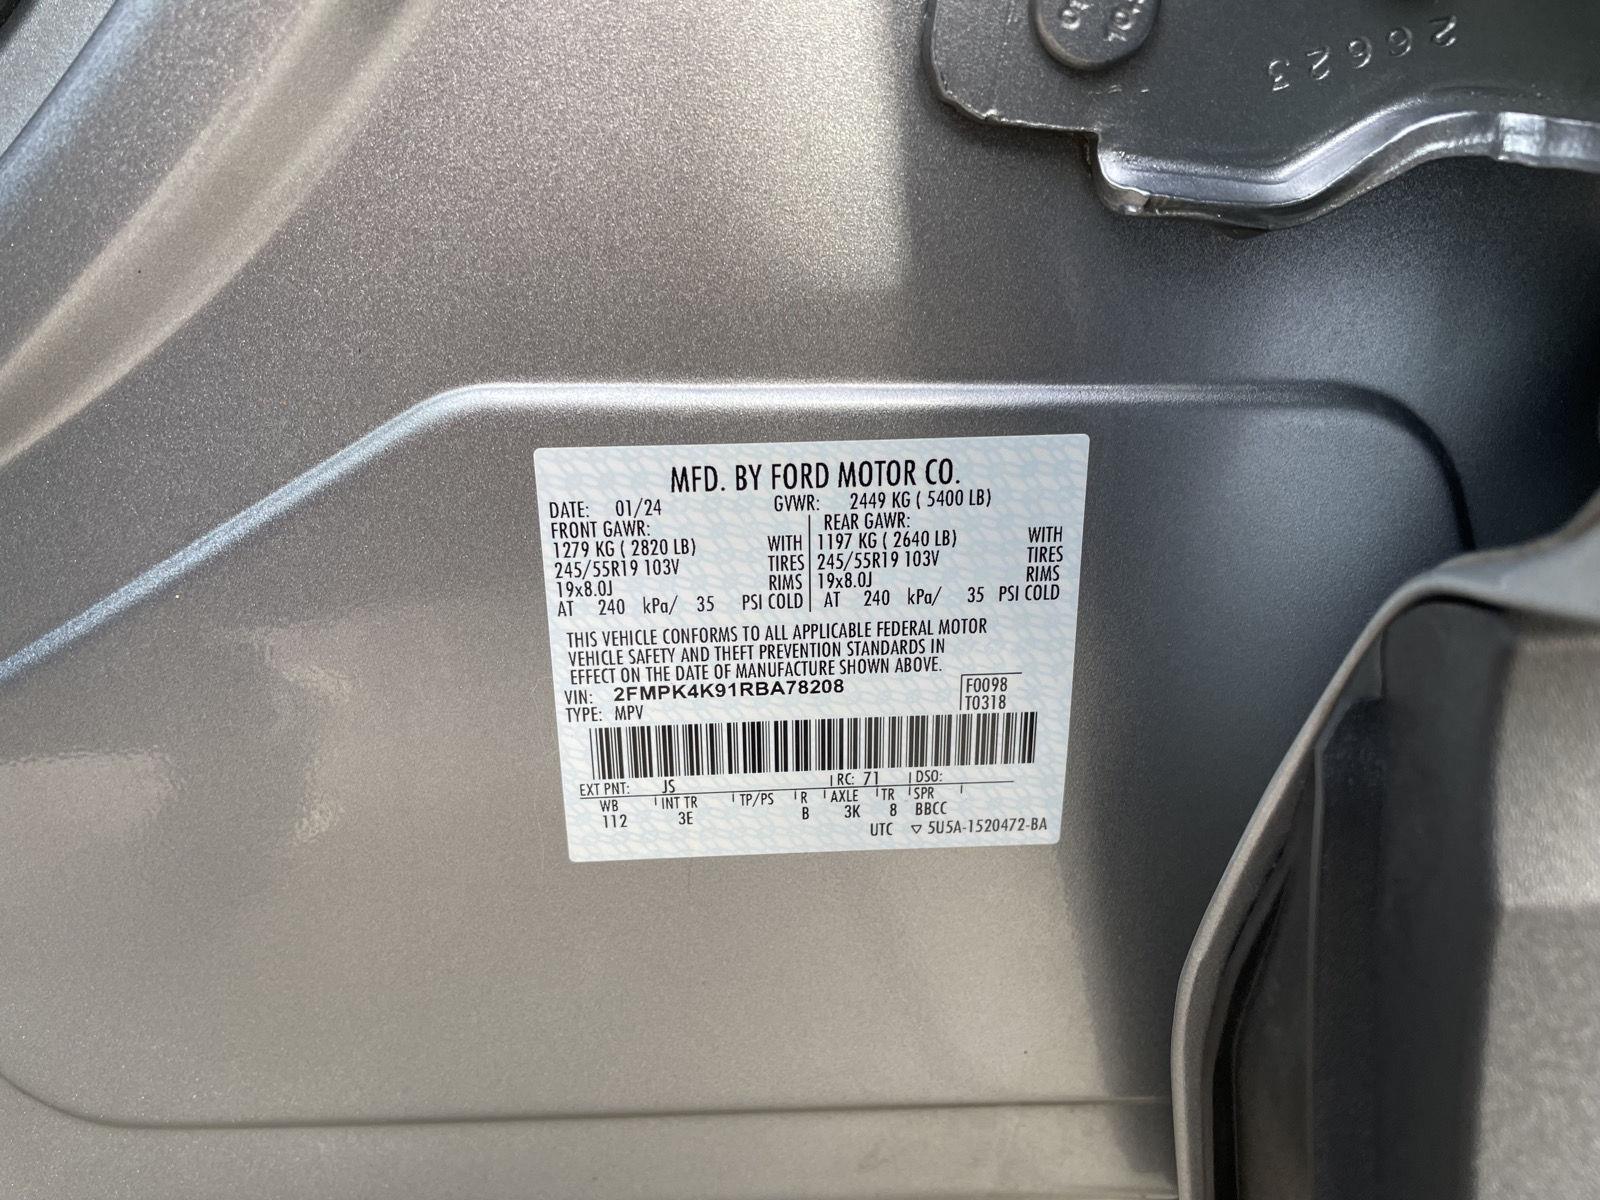 26623
MFD. BY FORD MOTOR CO.
DATE: 01/24 GVWR: 2449 KG ( 5400 LB)
FRONT GAWR: REAR GAWR:
1279 KG ( 2820 LB) WITH 1197 KG ( 2640 LB) WITH
245/55R19 103V TIRES 245/55R19 103V TIRES
19x8.0J RIMS 19x8.0J RIMS
AT 240 kPa/ 35 PSI COLD AT 240 kPa/ 35 PSI COLD
THIS VEHICLE CONFORMS TO ALL APPLICABLE FEDERAL MOTOR
VEHICLE SAFETY AND THEFT PREVENTION STANDARDS IN
EFFECT ON THE DATE OF MANUFACTURE SHOWN ABOVE.
VIN: 2FMPK4K91RBA78208 F0098
TYPE: MPV T0318
EXT PNT: JS RC: 71 DSO:
WB INT TR TP/PS R AXLE TR SPR
112 3E B 3K 8 BBCC
UTC ▽ 5U5A-1520472-BA